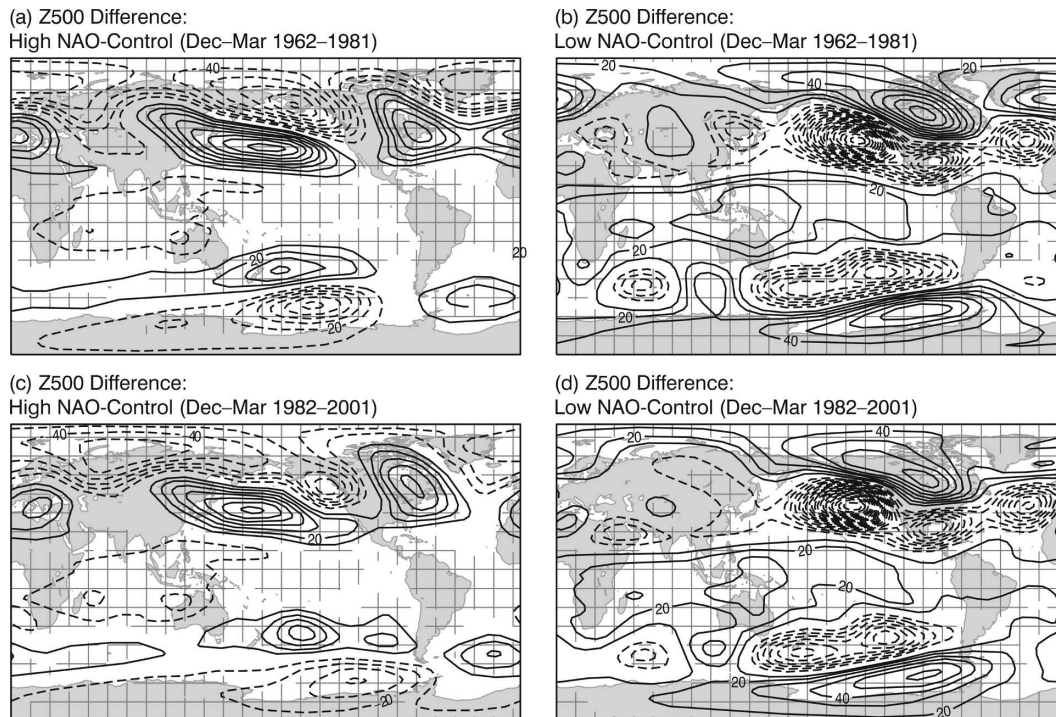 (a) Z500 Difference:
High NAO-Control (Dec–Mar 1962–1981)
40
20
20
20
(b) Z500 Difference:
Low NAO-Control (Dec–Mar 1962–1981)
20
20
40
20
20
20
40
(c) Z500 Difference:
High NAO-Control (Dec–Mar 1982–2001)
40
40
20
20
(d) Z500 Difference:
Low NAO-Control (Dec–Mar 1982–2001)
20
40
20
20
20
40
20